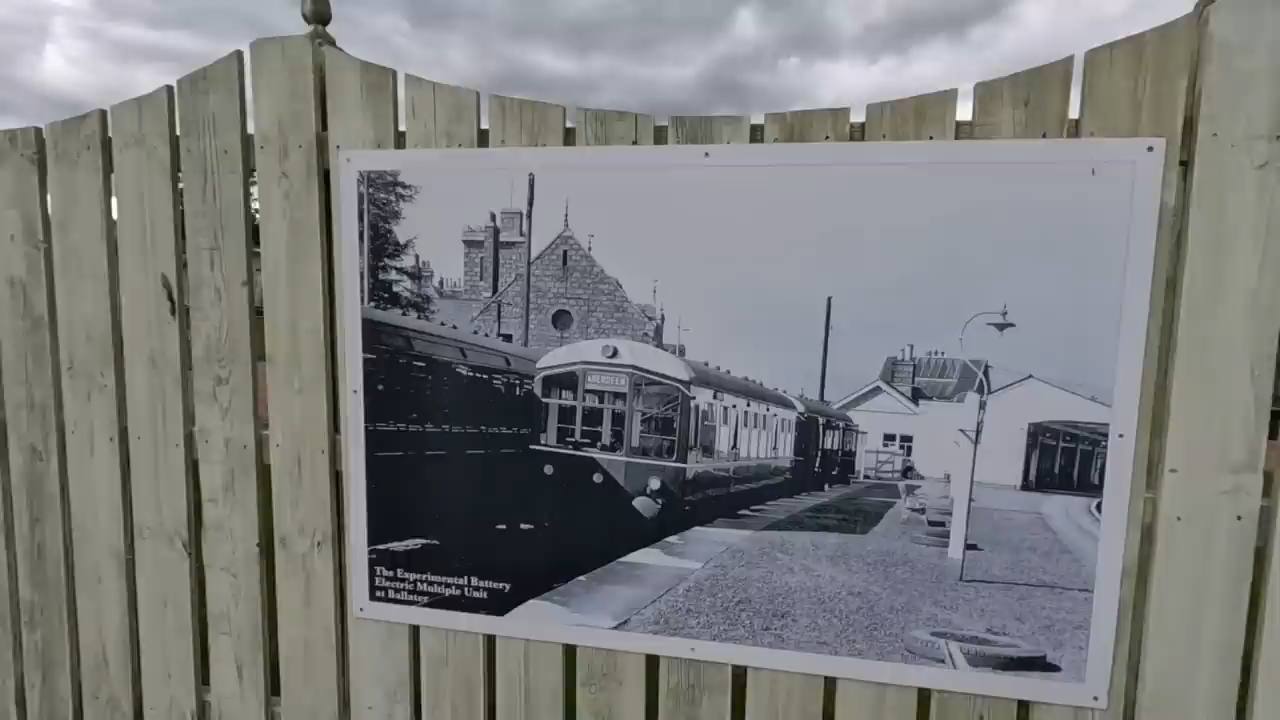 ABERDEEN
The Experimental Battery
Electric Multiple Unit
at Ballater